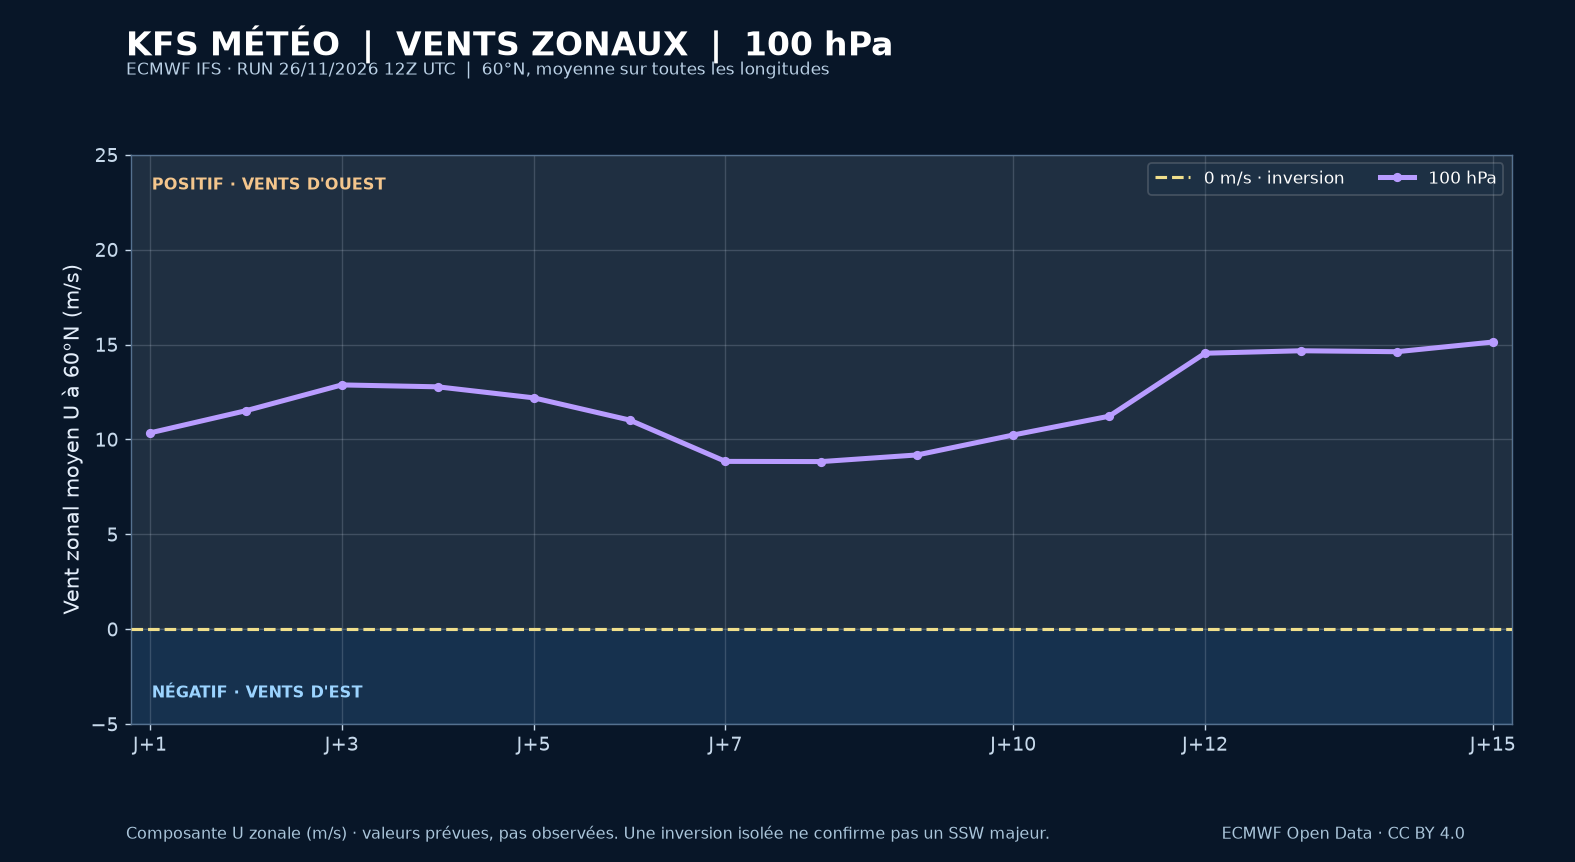 KFS MÉTÉO | VENTS ZONAUX | 100 hPa
ECMWF IFS · RUN 26/11/2026 12Z UTC | 60°N, moyenne sur toutes les longitudes
POSITIF · VENTS D'OUEST
0 m/s · inversion
100 hPa
Vent zonal moyen U à 60°N (m/s)
25
20
15
10
5
0
−5
NÉGATIF · VENTS D'EST
J+1 J+3 J+5 J+7 J+10 J+12 J+15
Composante U zonale (m/s) · valeurs prévues, pas observées. Une inversion isolée ne confirme pas un SSW majeur.
ECMWF Open Data · CC BY 4.0